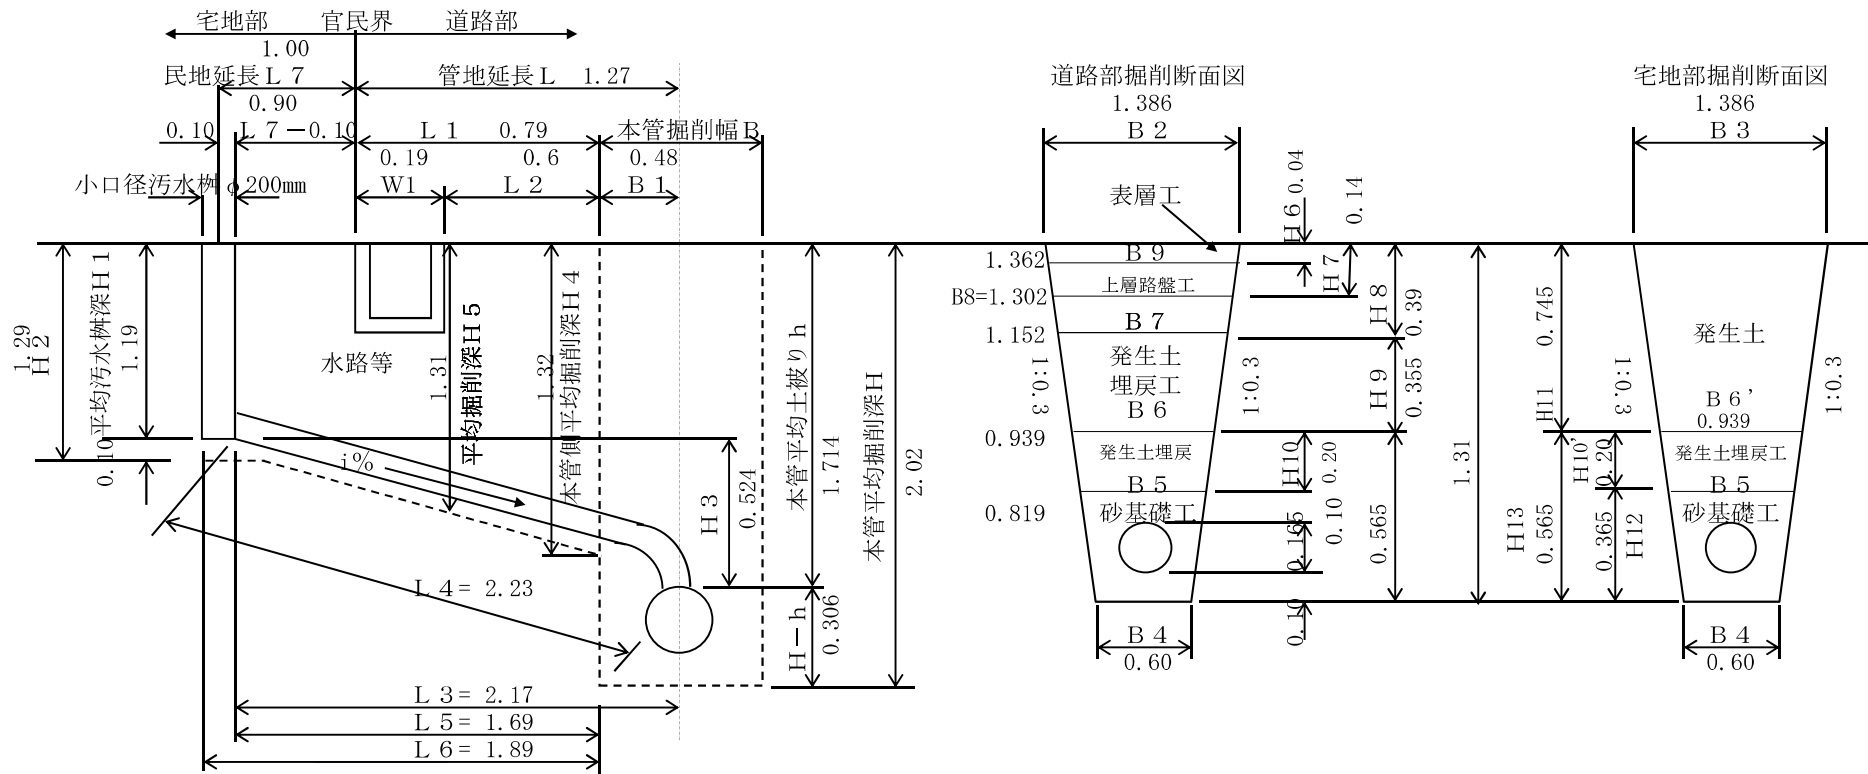 宅地部 官民界 道路部
1.00
民地延長L7 管地延長L 1.27
0.90
0.10 L7-0.10 L1 0.79 本管掘削幅B
0.19 0.6 0.48
小口径汚水桝φ200mm W1 L2 B1
1.29
H2
平均汚水桝深H1
1.19
0.10
水路等
i%
1.31
平均掘削深H5
1.32
本管側平均掘削深H4
H3
0.524
本管平均土被りh
1.714
H-h
0.306
本管平均掘削深H
2.02
L4= 2.23
L3= 2.17
L5= 1.69
L6= 1.89
道路部掘削断面図
1.386
B2
表層工
1.362 B9
上層路盤工
B8=1.302
B7
1.152
発生土
埋戻工
B6
0.939
発生土埋戻
B5
0.819 砂基礎工
1:0.3 1:0.3
B4
0.60
H6 0.04
0.14
H7
H8
0.39
H9
0.355
H10
0.20
0.165
0.10
0.565
0.10
1.31
宅地部掘削断面図
1.386
B3
発生土
B6'
0.939
発生土埋戻工
B5
砂基礎工
1:0.3 1:0.3
B4
0.60
0.745
H11
H10'
0.20
H13
0.565
0.365
H12